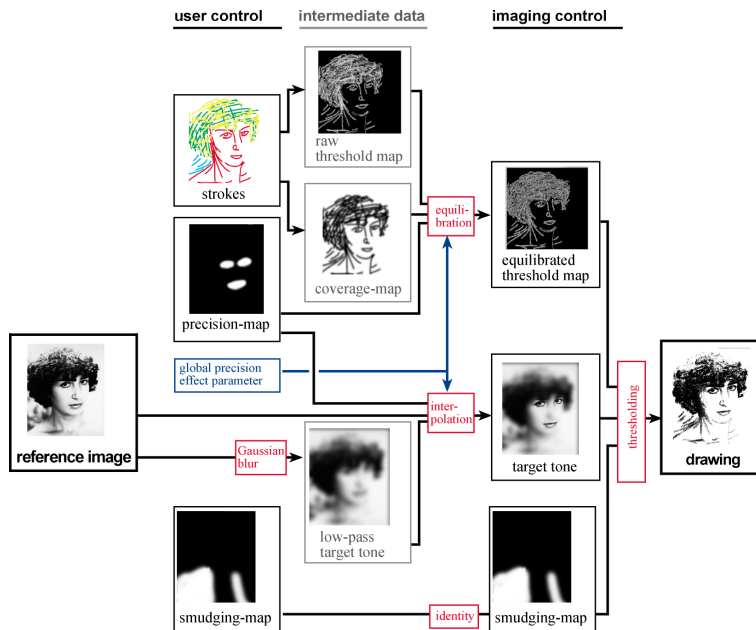 user control
intermediate data
imaging control
strokes
raw
threshold map
coverage-map
equili-
bration
equilibrated
threshold map
precision-map
global precision
effect parameter
reference image
Gaussian
blur
inter-
polation
low-pass
target tone
target tone
thresholding
drawing
smudging-map
identity
smudging-map